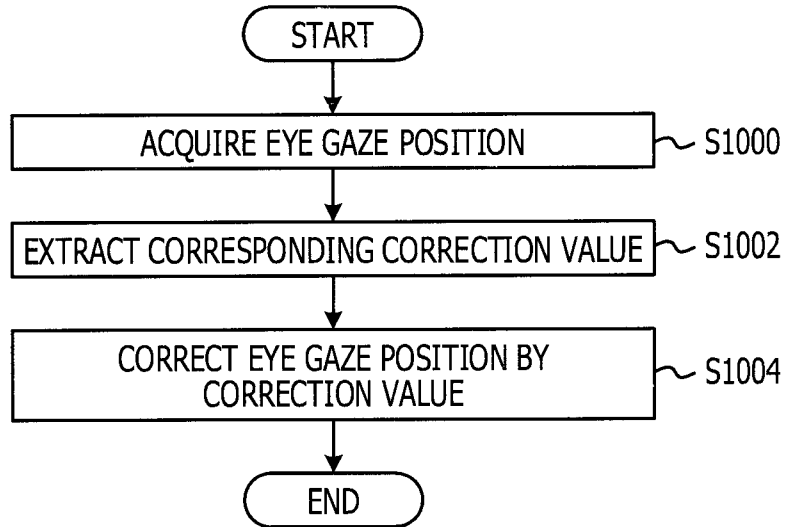 START
ACQUIRE EYE GAZE POSITION
S1000
EXTRACT CORRESPONDING CORRECTION VALUE
S1002
CORRECT EYE GAZE POSITION BY
CORRECTION VALUE
S1004
END